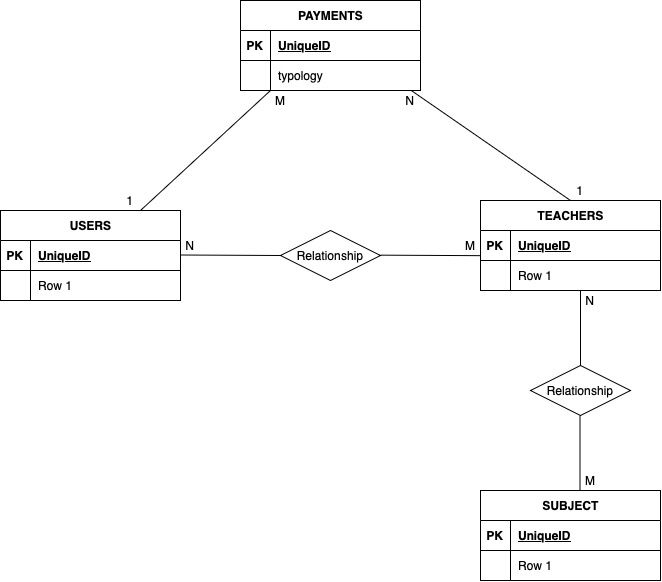 PAYMENTS
PK UniqueID
typology
M N
1 1
USERS
PK UniqueID
Row 1
N Relationship M
TEACHERS
PK UniqueID
Row 1
N
Relationship
M
SUBJECT
PK UniqueID
Row 1